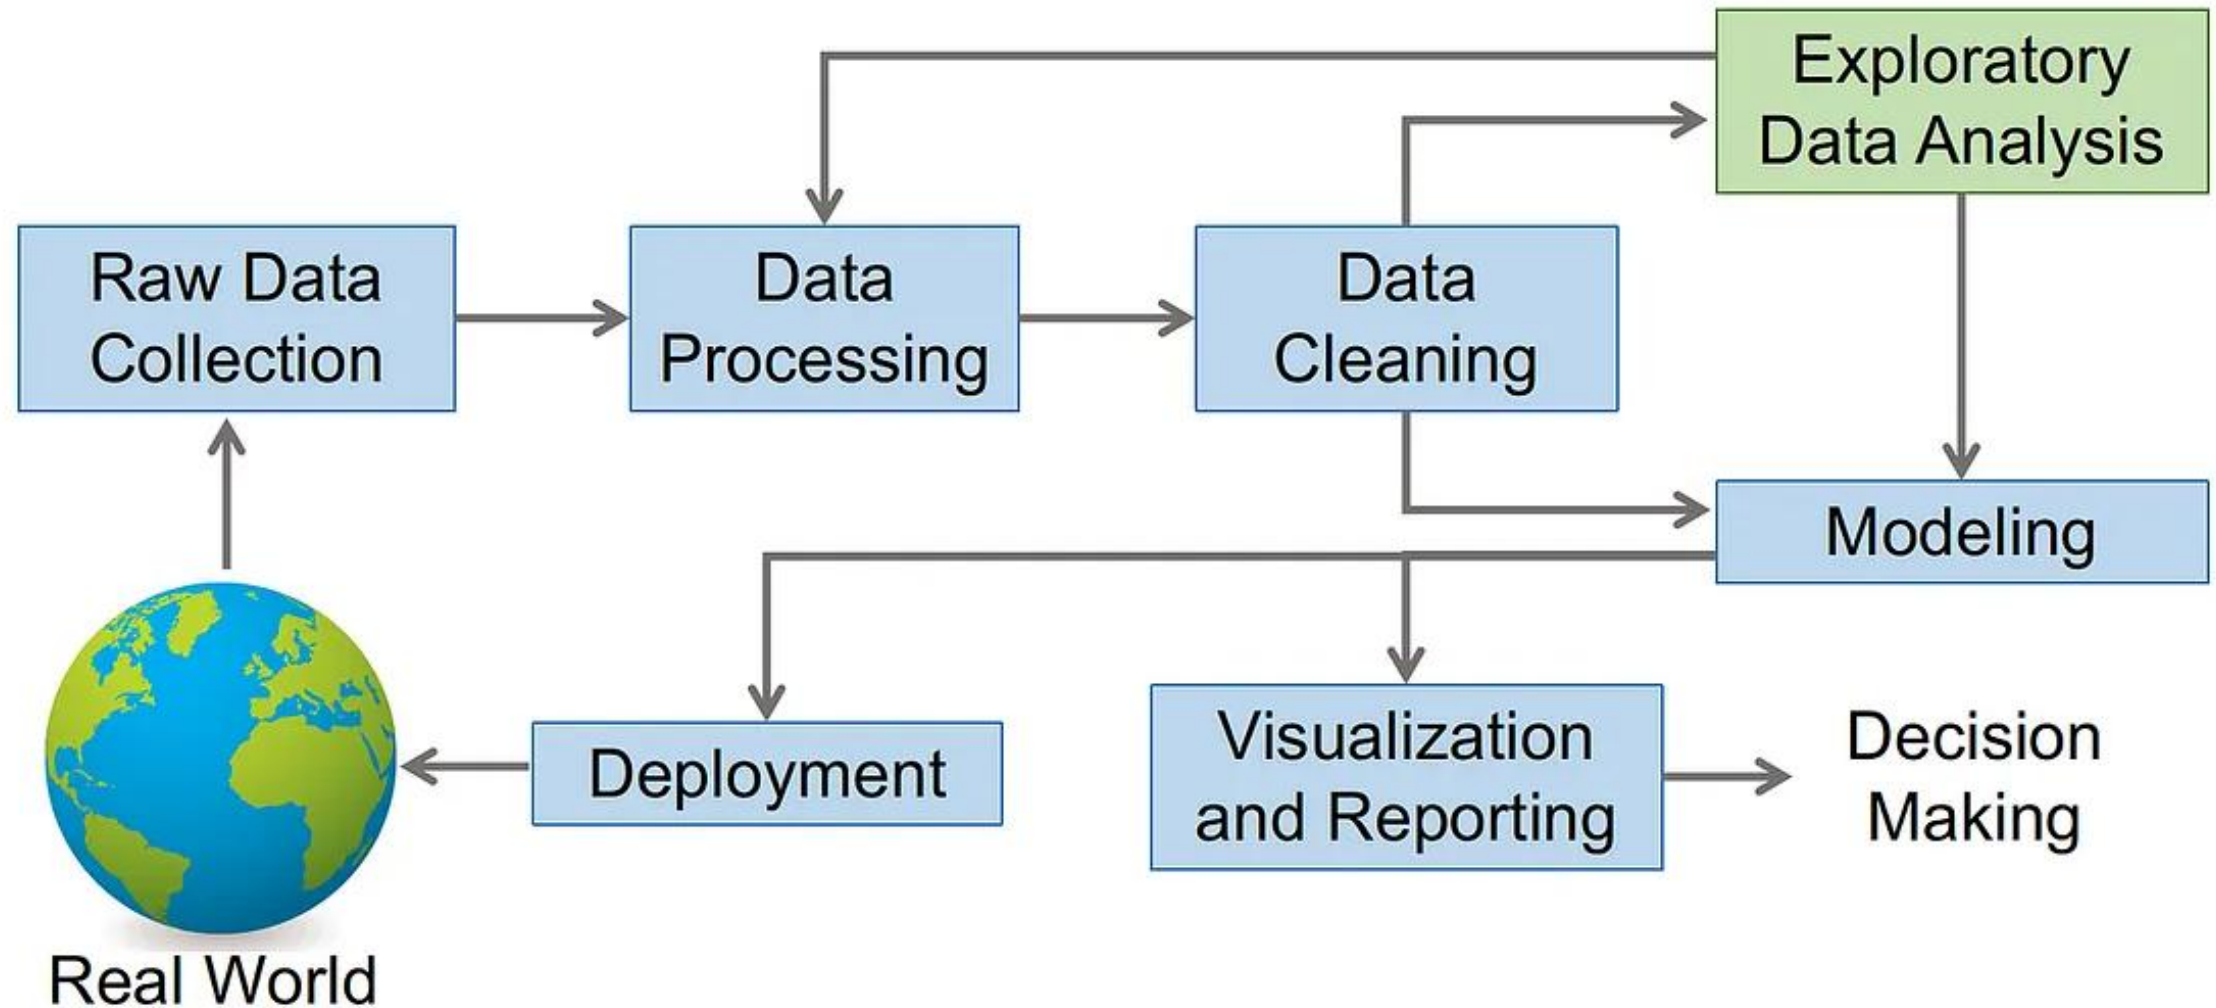 Exploratory
Data Analysis
Raw Data
Collection
Data
Processing
Data
Cleaning
Modeling
Deployment
Visualization
and Reporting
Decision
Making
Real World